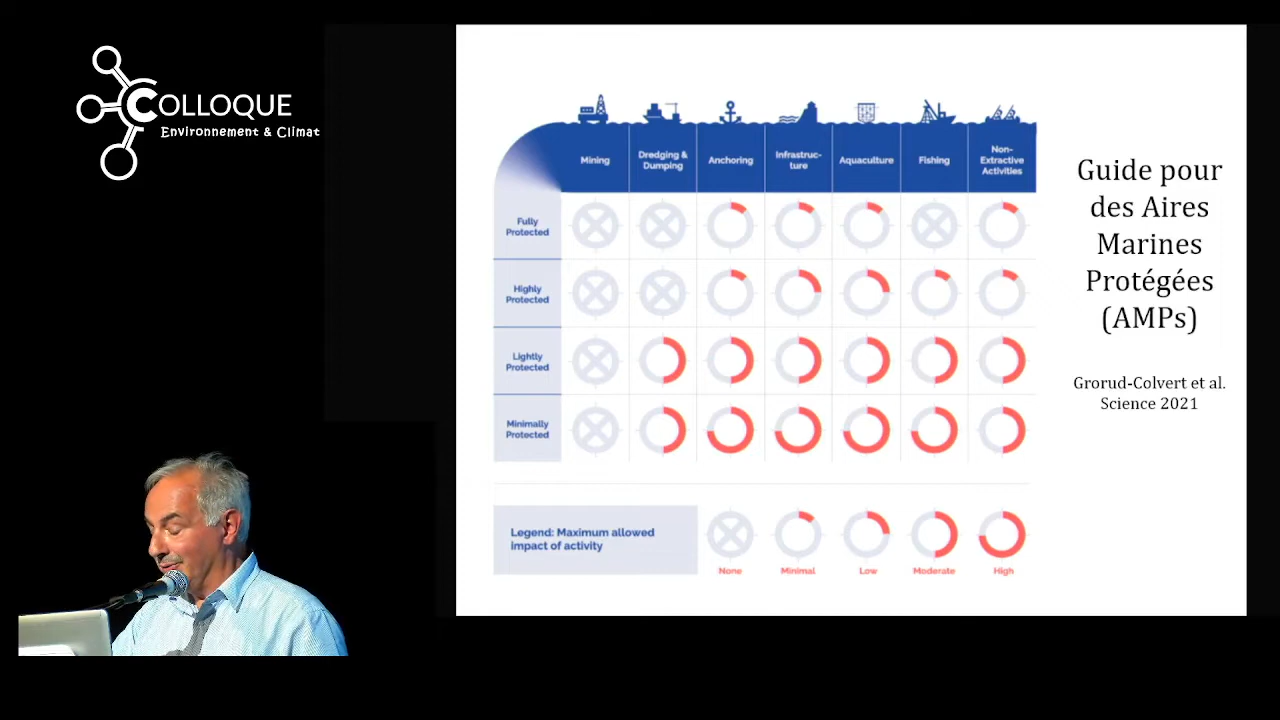 COLLOQUE
Environnement & Climat
Mining
Dredging &
Dumping
Anchoring
Infrastruc-
ture
Aquaculture
Fishing
Non-
Extractive
Activities
Fully
Protected
Highly
Protected
Lightly
Protected
Minimally
Protected
Legend: Maximum allowed
impact of activity
None
Minimal
Low
Moderate
High
Guide pour
des Aires
Marines
Protégées
(AMPs)
Grorud-Colvert et al.
Science 2021